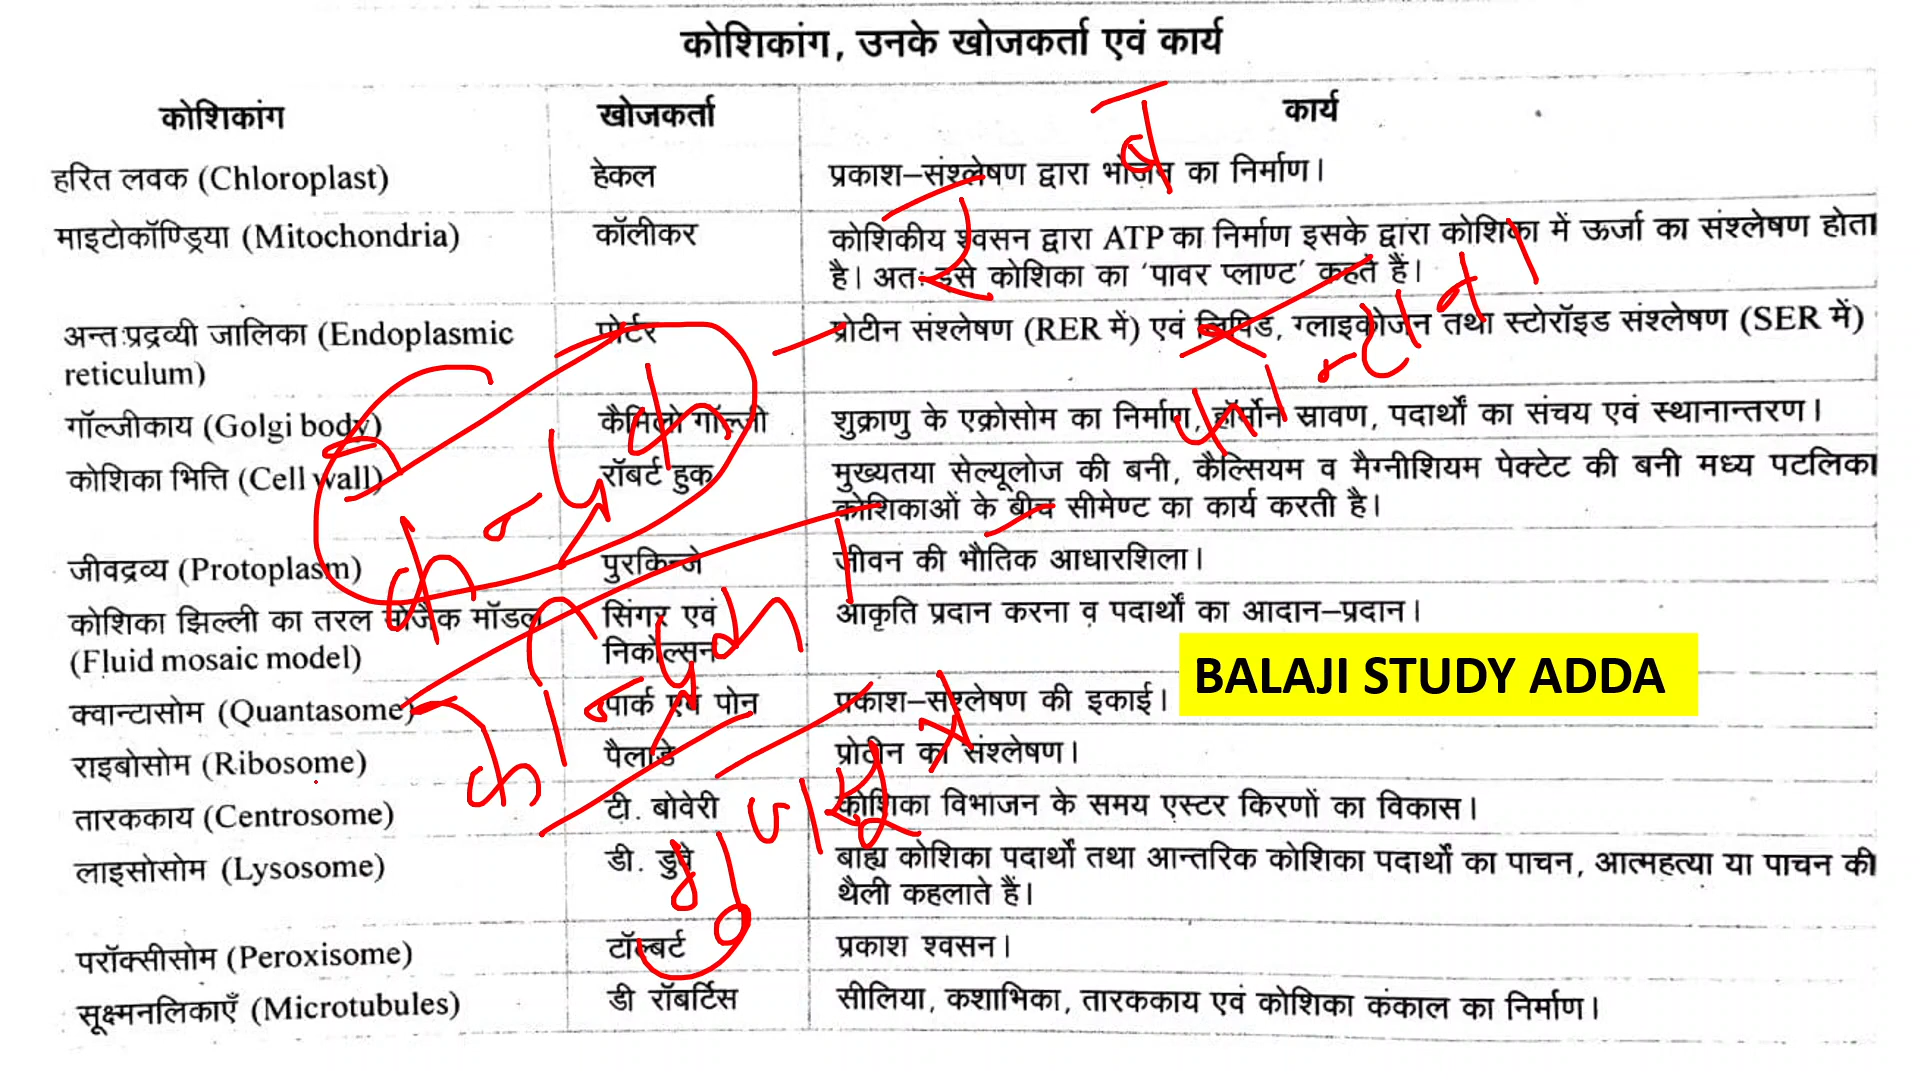 कोशिकांग, उनके खोजकर्ता एवं कार्य
कोशिकांग खोजकर्ता कार्य
हरित लवक (Chloroplast) हेकल प्रकाश–संश्लेषण द्वारा भोजन का निर्माण।
माइटोकॉण्ड्रिया (Mitochondria) कॉलीकर कोशिकीय श्वसन द्वारा ATP का निर्माण इसके द्वारा कोशिका में ऊर्जा का संश्लेषण होता
है। अतः इसे कोशिका का ‘पावर प्लाण्ट’ कहते हैं।
अन्तःप्रद्रव्यी जालिका (Endoplasmic पोर्टर प्रोटीन संश्लेषण (RER में) एवं लिपिड, ग्लाइकोजन तथा स्टोरॉइड संश्लेषण (SER में)
reticulum)
गॉल्जीकाय (Golgi body) कैमिलो गॉल्जी शुक्राणु के एक्रोसोम का निर्माण, हॉर्मोन स्रावण, पदार्थों का संचय एवं स्थानान्तरण।
कोशिका भित्ति (Cell wall) रॉबर्ट हुक मुख्यतया सेल्यूलोज की बनी, कैल्सियम व मैग्नीशियम पेक्टेट की बनी मध्य पटलिका
कोशिकाओं के बीच सीमेण्ट का कार्य करती है।
जीवद्रव्य (Protoplasm) पुरकिन्जे जीवन की भौतिक आधारशिला।
कोशिका झिल्ली का तरल मोजैक मॉडल सिंगर एवं आकृति प्रदान करना व पदार्थों का आदान–प्रदान।
(Fluid mosaic model) निकोल्सन
BALAJI STUDY ADDA
क्वान्टासोम (Quantasome) पार्क एवं पोन प्रकाश–संश्लेषण की इकाई।
राइबोसोम (Ribosome) पैलाडे प्रोटीन का संश्लेषण।
तारककाय (Centrosome) टी. बोवेरी कोशिका विभाजन के समय एस्टर किरणों का विकास।
लाइसोसोम (Lysosome) डी. डुवे बाह्य कोशिका पदार्थों तथा आन्तरिक कोशिका पदार्थों का पाचन, आत्महत्या या पाचन की
थैली कहलाते हैं।
परॉक्सीसोम (Peroxisome) टॉल्बर्ट प्रकाश श्वसन।
सूक्ष्मनलिकाएँ (Microtubules) डी रॉबर्टिस सीलिया, कशाभिका, तारककाय एवं कोशिका कंकाल का निर्माण।